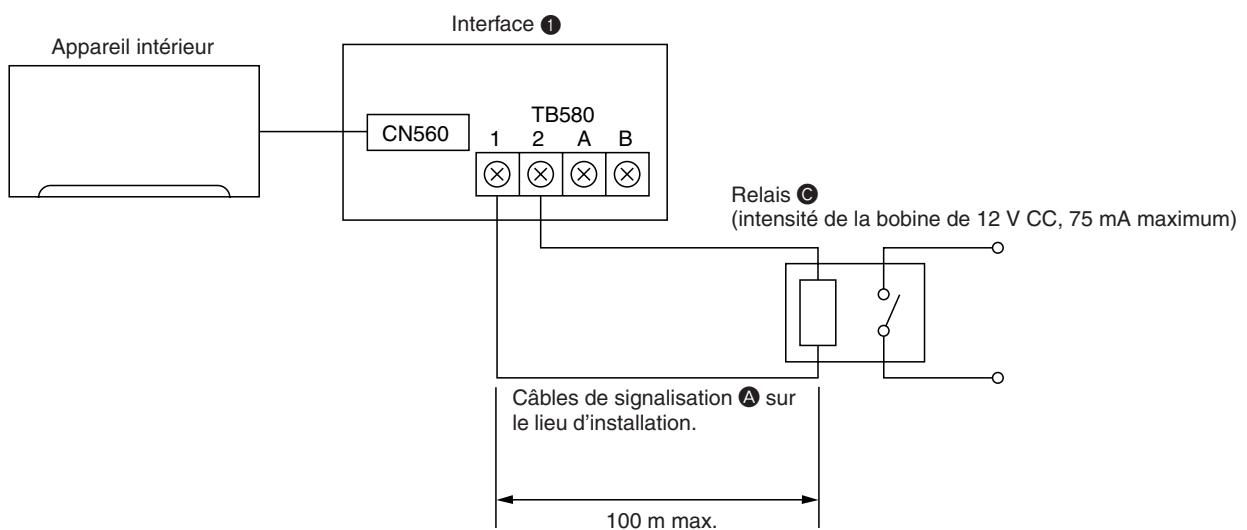 Interface ❶
Appareil intérieur
TB580
CN560
1 2 A B
Relais Ⓒ
(intensité de la bobine de 12 V CC, 75 mA maximum)
Câbles de signalisation Ⓐ sur
le lieu d’installation.
100 m max.